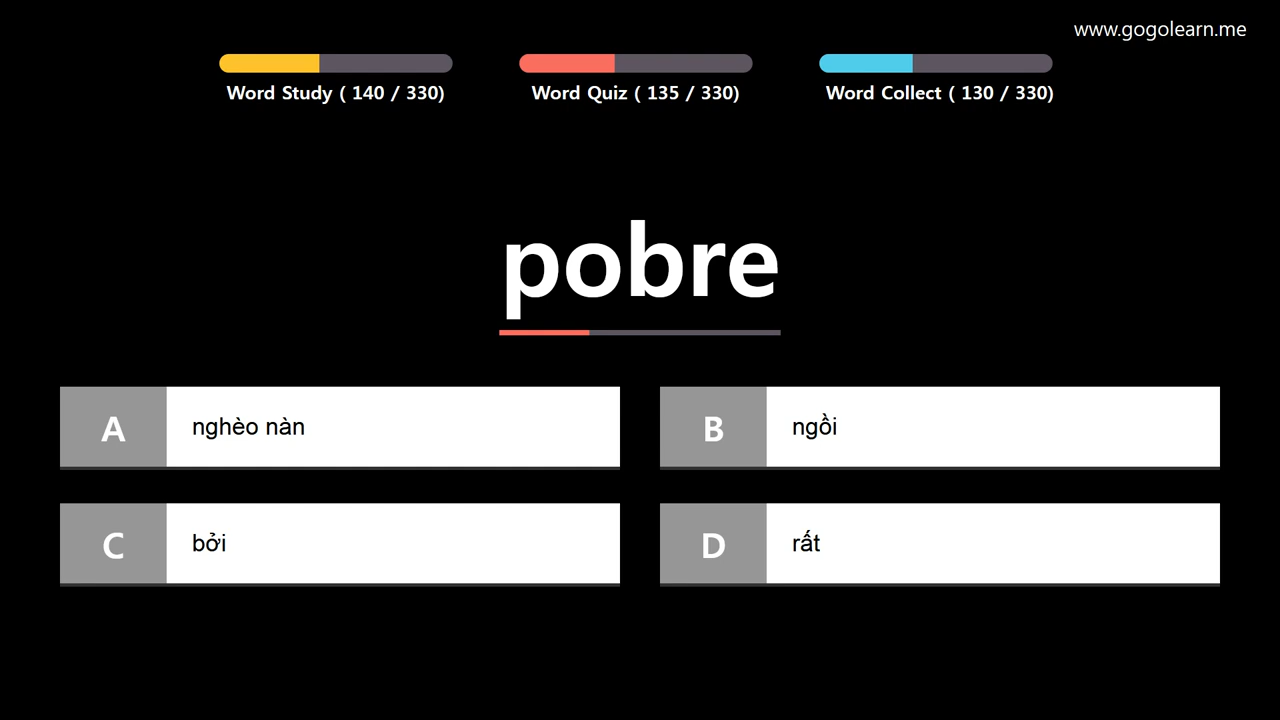 www.gogolearn.me
Word Study ( 140 / 330)
Word Quiz ( 135 / 330)
Word Collect ( 130 / 330)
pobre
A
nghèo nàn
B
ngồi
C
bởi
D
rất